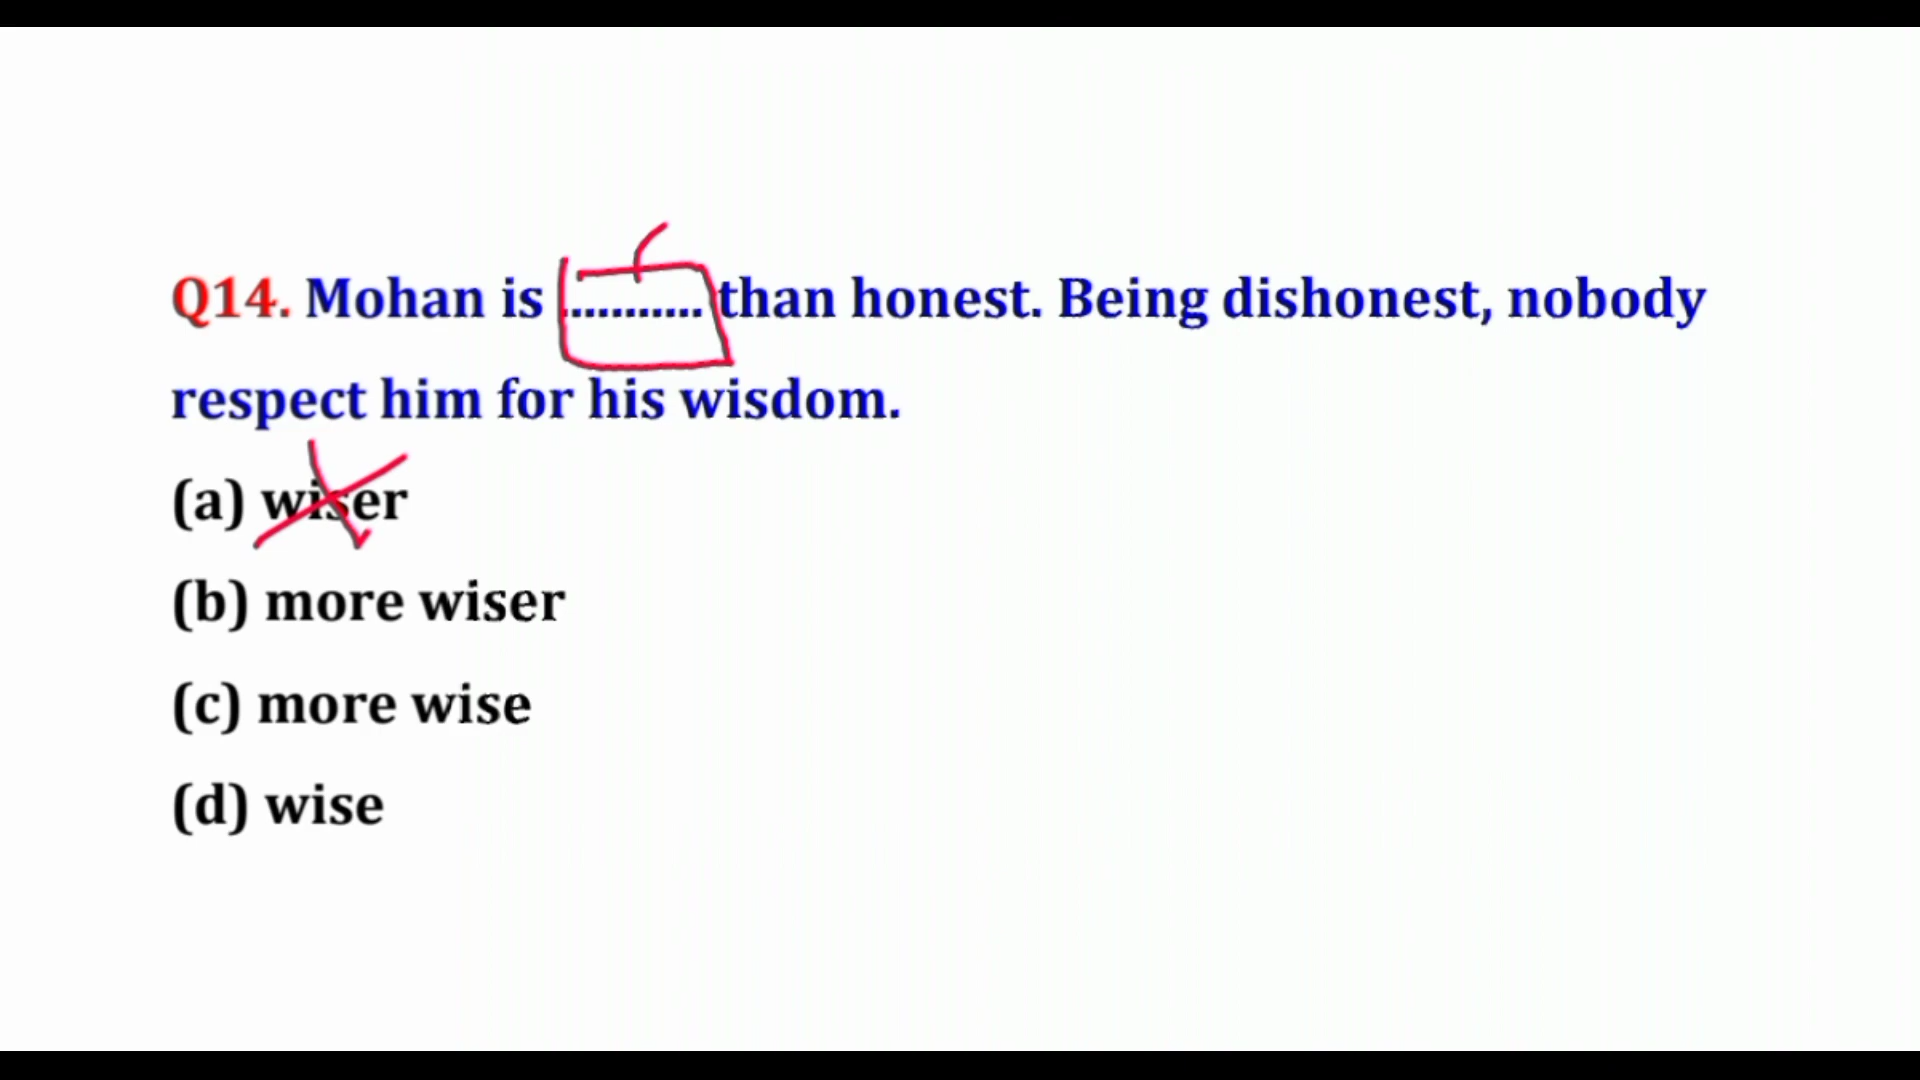 Q14. Mohan is ........... than honest. Being dishonest, nobody
respect him for his wisdom.
(a) wiser
(b) more wiser
(c) more wise
(d) wise